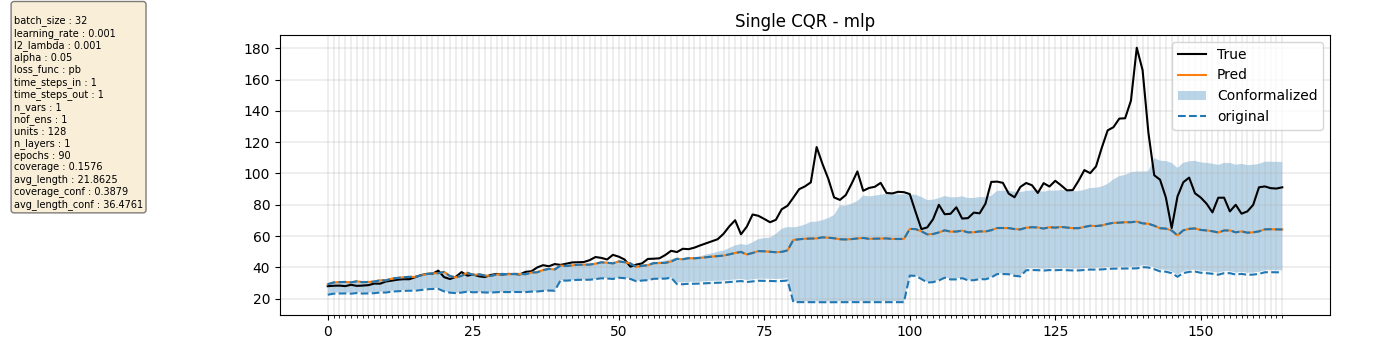 batch_size : 32
learning_rate : 0.001
l2_lambda : 0.001
alpha : 0.05
loss_func : pb
time_steps_in : 1
time_steps_out : 1
n_vars : 1
nof_ens : 1
units : 128
n_layers : 1
epochs : 90
coverage : 0.1576
avg_length : 21.8625
coverage_conf : 0.3879
avg_length_conf : 36.4761
Single CQR - mlp
180
160
140
120
100
80
60
40
20
0 25 50 75 100 125 150
True
Pred
Conformalized
original